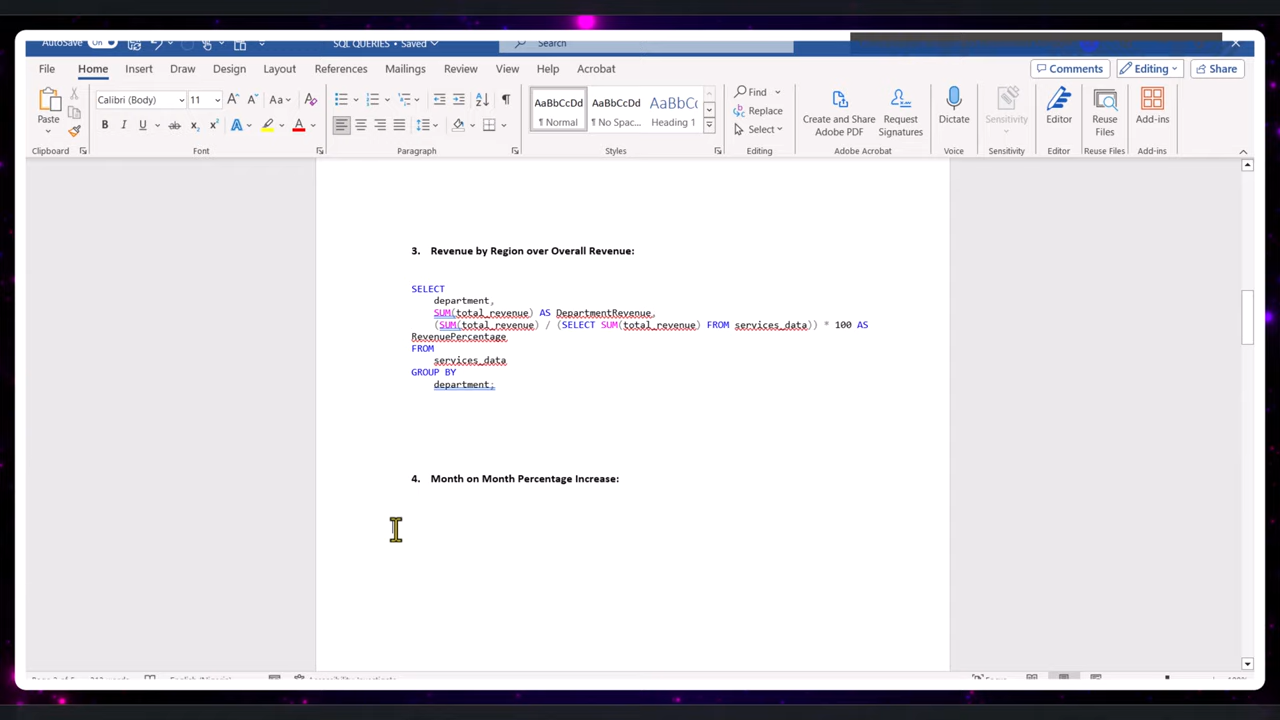 AutoSave On SQL QUERIES • Saved Search
File Home Insert Draw Design Layout References Mailings Review View Help Acrobat Comments Editing Share
Calibri (Body) 11 Aa AaBbCcDd AaBbCcDd AaBbCc Find
Paste B I U ab x₂ x² A A ¶ Normal ¶ No Spac... Heading 1 Replace
Select
Create and Share Adobe PDF
Request Signatures
Dictate
Sensitivity
Editor
Reuse Files
Add-ins
Clipboard Font Paragraph Styles Editing Adobe Acrobat Voice Sensitivity Editor Reuse Files Add-ins
3. Revenue by Region over Overall Revenue:
SELECT
department,
SUM(total_revenue) AS DepartmentRevenue,
(SUM(total_revenue) / (SELECT SUM(total_revenue) FROM services_data)) * 100 AS
RevenuePercentage
FROM
services_data
GROUP BY
department;
4. Month on Month Percentage Increase: